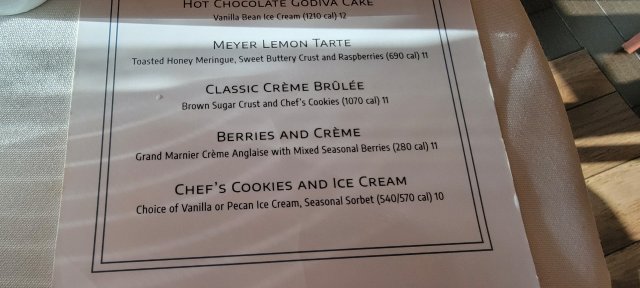 Hot Chocolate Godiva Cake
Vanilla Bean Ice Cream (1210 cal) 12
Meyer Lemon Tarte
Toasted Honey Meringue, Sweet Buttery Crust and Raspberries (690 cal) 11
Classic Crème Brûlée
Brown Sugar Crust and Chef's Cookies (1070 cal) 11
Berries and Crème
Grand Marnier Crème Anglaise with Mixed Seasonal Berries (280 cal) 11
Chef's Cookies and Ice Cream
Choice of Vanilla or Pecan Ice Cream, Seasonal Sorbet (540/570 cal) 10